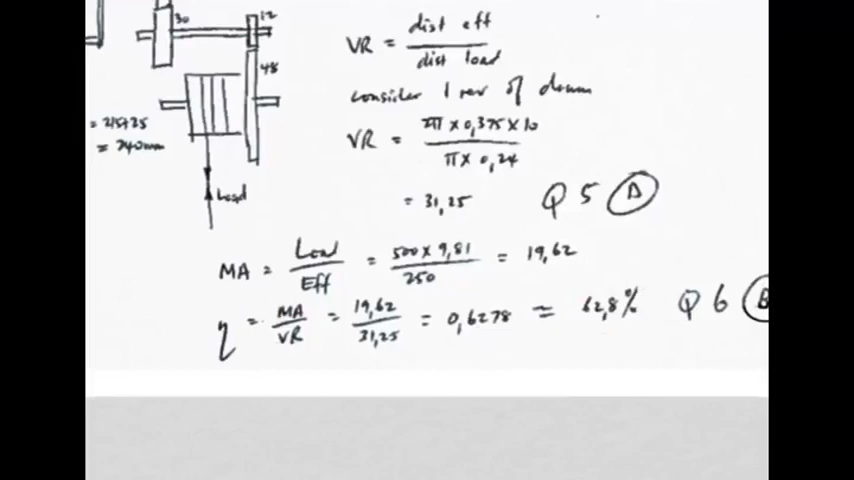 30
12
VR = dist eff / dist load
48
consider 1 rev of drum
= 215+25
= 240mm
VR = 2π x 0,375 x 10 / π x 0,24
Load
= 31,25 Q 5 A
MA = Load / Eff = 500 x 9,81 / 250 = 19,62
η = MA / VR = 19,62 / 31,25 = 0,6278 = 62,8% Q 6 B